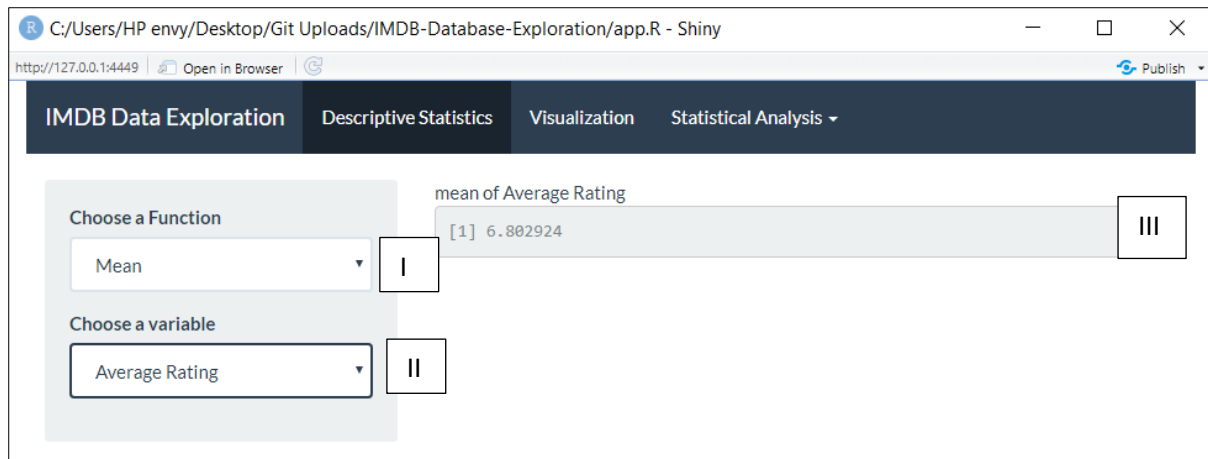 R C:/Users/HP envy/Desktop/Git Uploads/IMDB-Database-Exploration/app.R - Shiny
http://127.0.0.1:4449 Open in Browser Publish
IMDB Data Exploration Descriptive Statistics Visualization Statistical Analysis
Choose a Function
Mean
I
Choose a variable
Average Rating
II
mean of Average Rating
[1] 6.802924
III